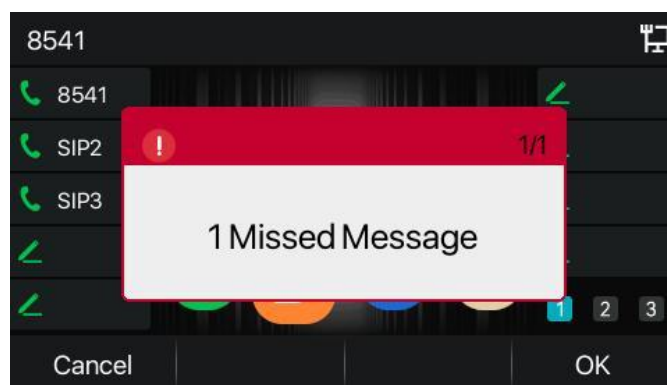 8541
8541
SIP2
SIP3
!
1/1
1 Missed Message
1 2 3
Cancel
OK